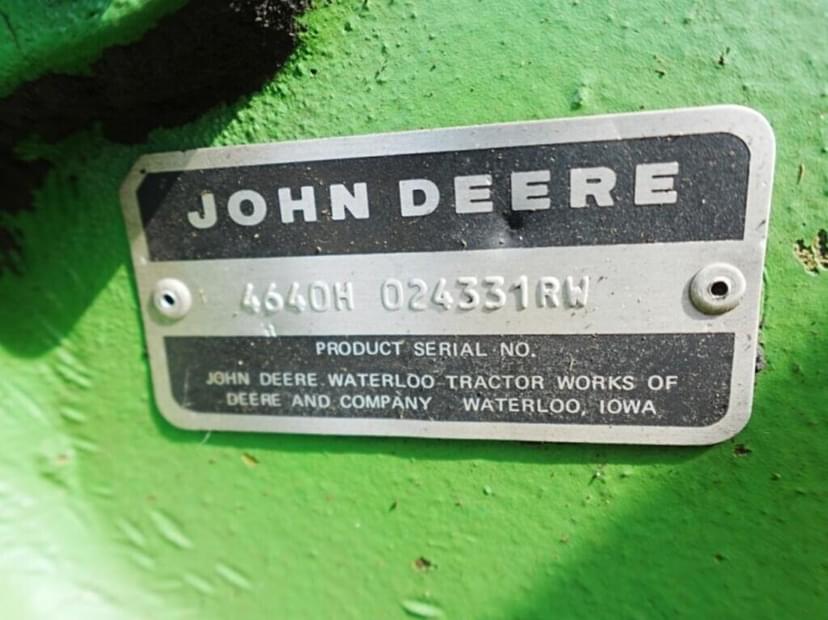 JOHN DEERE
4640H 024331RW
PRODUCT SERIAL NO.
JOHN DEERE WATERLOO TRACTOR WORKS OF
DEERE AND COMPANY WATERLOO, IOWA